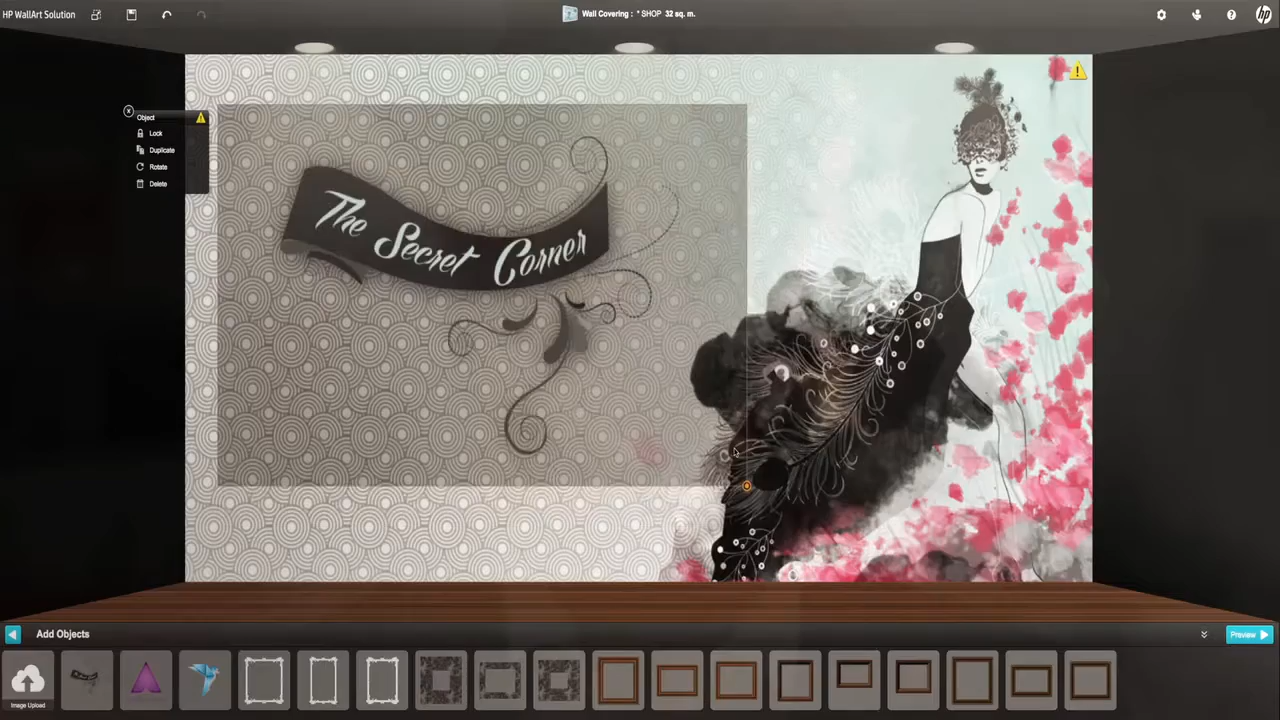 HP WallArt Solution
Wall Covering : * SHOP 32 sq. m.
hp
Object
Lock
Duplicate
Rotate
Delete
The Secret Corner
Add Objects
Preview
Image Upload